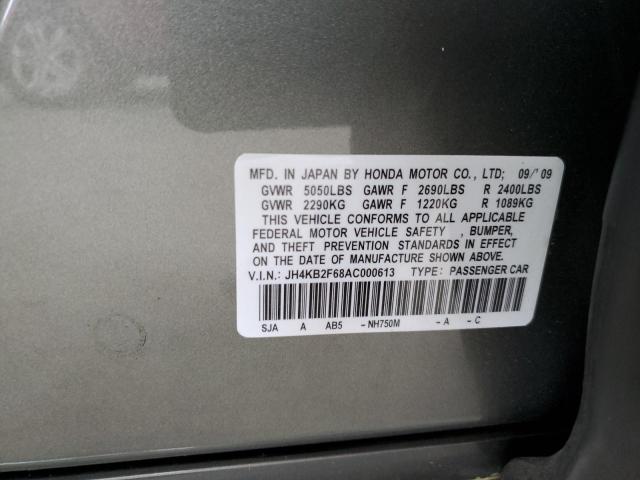 MFD. IN JAPAN BY HONDA MOTOR CO., LTD; 09/'09
GVWR 5050LBS GAWR F 2690LBS R 2400LBS
GVWR 2290KG GAWR F 1220KG R 1089KG
THIS VEHICLE CONFORMS TO ALL APPLICABLE
FEDERAL MOTOR VEHICLE SAFETY , BUMPER,
AND THEFT PREVENTION STANDARDS IN EFFECT
ON THE DATE OF MANUFACTURE SHOWN ABOVE.
V.I.N.: JH4KB2F68AC000613 TYPE: PASSENGER CAR
SJA A AB5 -NH750M -A -C